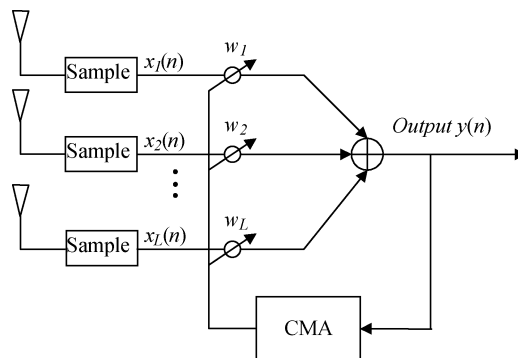 Sample x1(n) w1
Output y(n)
Sample x2(n) w2
Sample xL(n) wL
CMA